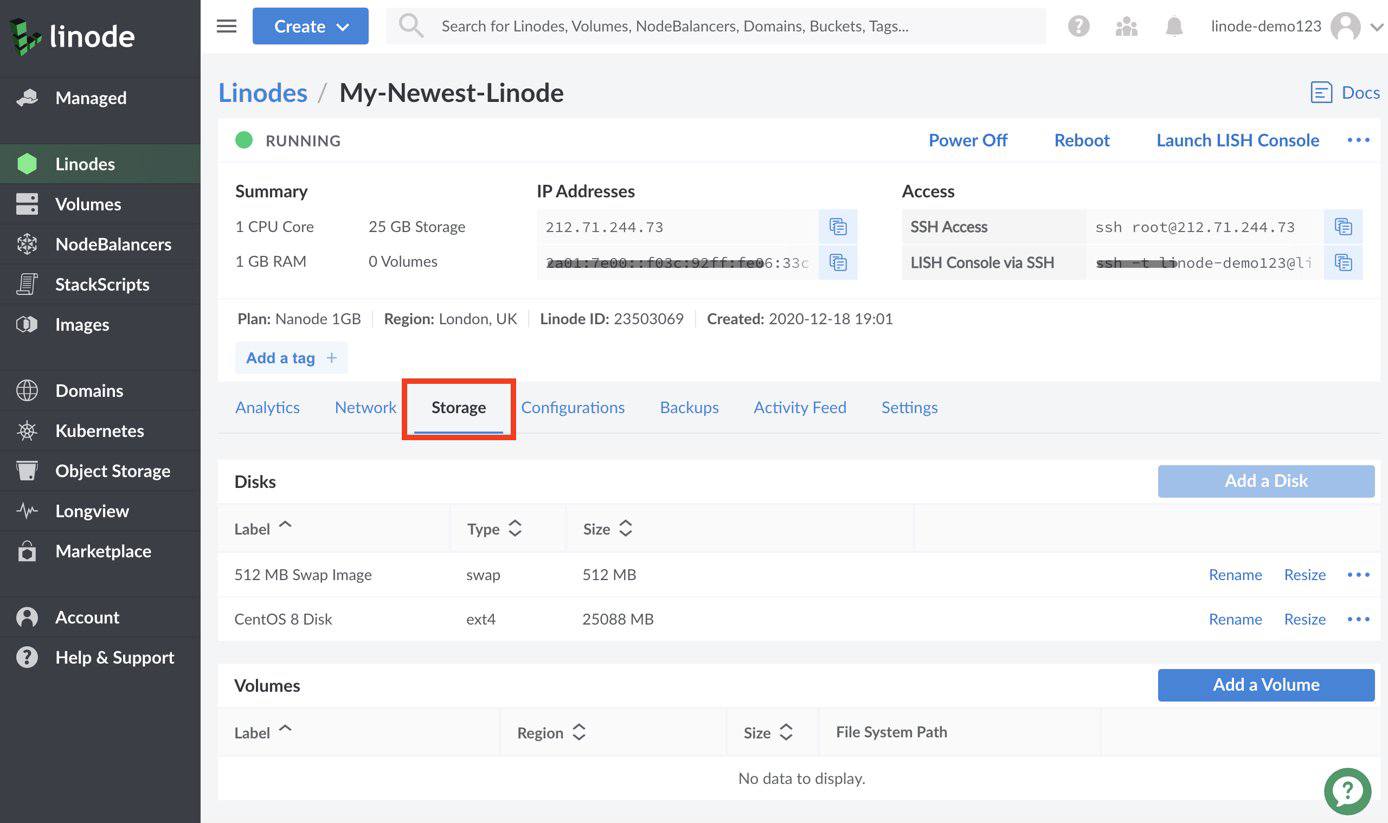 linode
Create
Search for Linodes, Volumes, NodeBalancers, Domains, Buckets, Tags...
linode-demo123
Managed
Linodes
Volumes
NodeBalancers
StackScripts
Images
Domains
Kubernetes
Object Storage
Longview
Marketplace
Account
Help & Support
Linodes / My-Newest-Linode
Docs
RUNNING
Power Off Reboot Launch LISH Console
Summary
1 CPU Core 25 GB Storage
1 GB RAM 0 Volumes
IP Addresses
212.71.244.73
2a01:7e00::f03c:92ff:fe06:33c
Access
SSH Access ssh root@212.71.244.73
LISH Console via SSH ssh -t linode-demo123@li
Plan: Nanode 1GB Region: London, UK Linode ID: 23503069 Created: 2020-12-18 19:01
Add a tag +
Analytics Network Storage Configurations Backups Activity Feed Settings
Disks Add a Disk
Label Type Size
512 MB Swap Image swap 512 MB Rename Resize
CentOS 8 Disk ext4 25088 MB Rename Resize
Volumes Add a Volume
Label Region Size File System Path
No data to display.